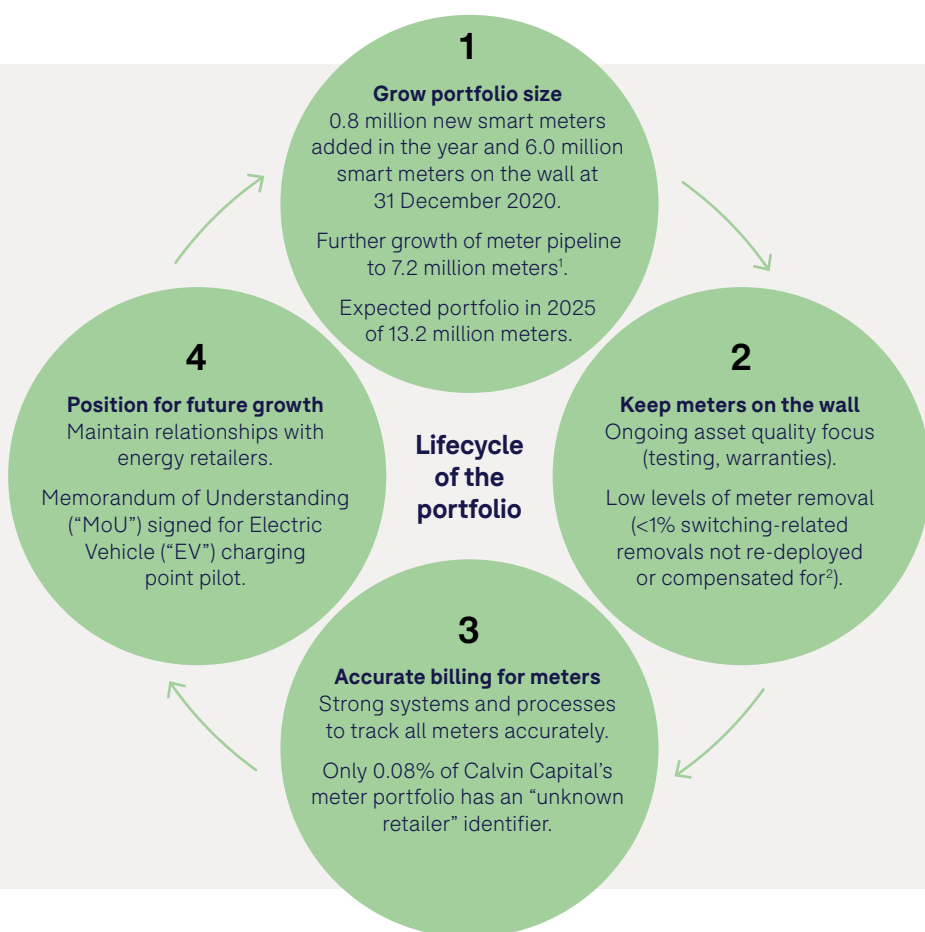 1
Grow portfolio size
0.8 million new smart meters
added in the year and 6.0 million
smart meters on the wall at
31 December 2020.
Further growth of meter pipeline
to 7.2 million meters¹.
Expected portfolio in 2025
of 13.2 million meters.
2
Keep meters on the wall
Ongoing asset quality focus
(testing, warranties).
Low levels of meter removal
(<1% switching-related
removals not re-deployed
or compensated for²).
3
Accurate billing for meters
Strong systems and processes
to track all meters accurately.
Only 0.08% of Calvin Capital’s
meter portfolio has an “unknown
retailer” identifier.
4
Position for future growth
Maintain relationships with
energy retailers.
Memorandum of Understanding
(“MoU”) signed for Electric
Vehicle (“EV”) charging
point pilot.
Lifecycle
of the
portfolio